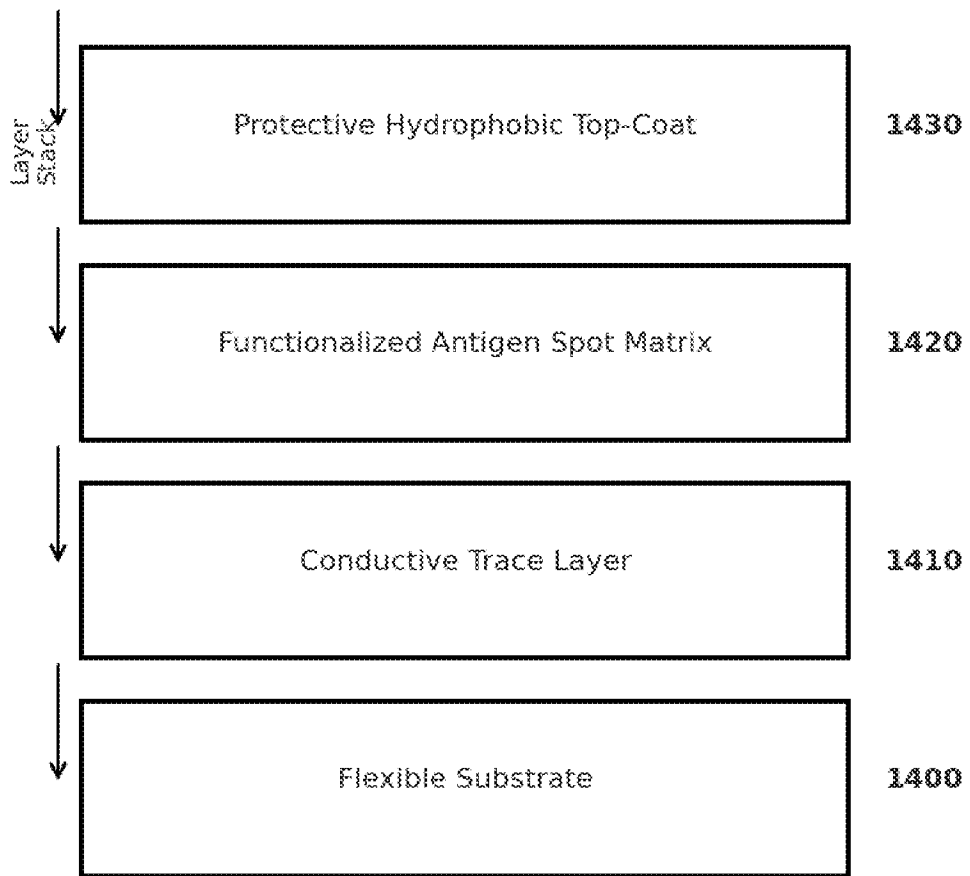 Layer
Stack
Protective Hydrophobic Top-Coat 1430
Functionalized Antigen Spot Matrix 1420
Conductive Trace Layer 1410
Flexible Substrate 1400